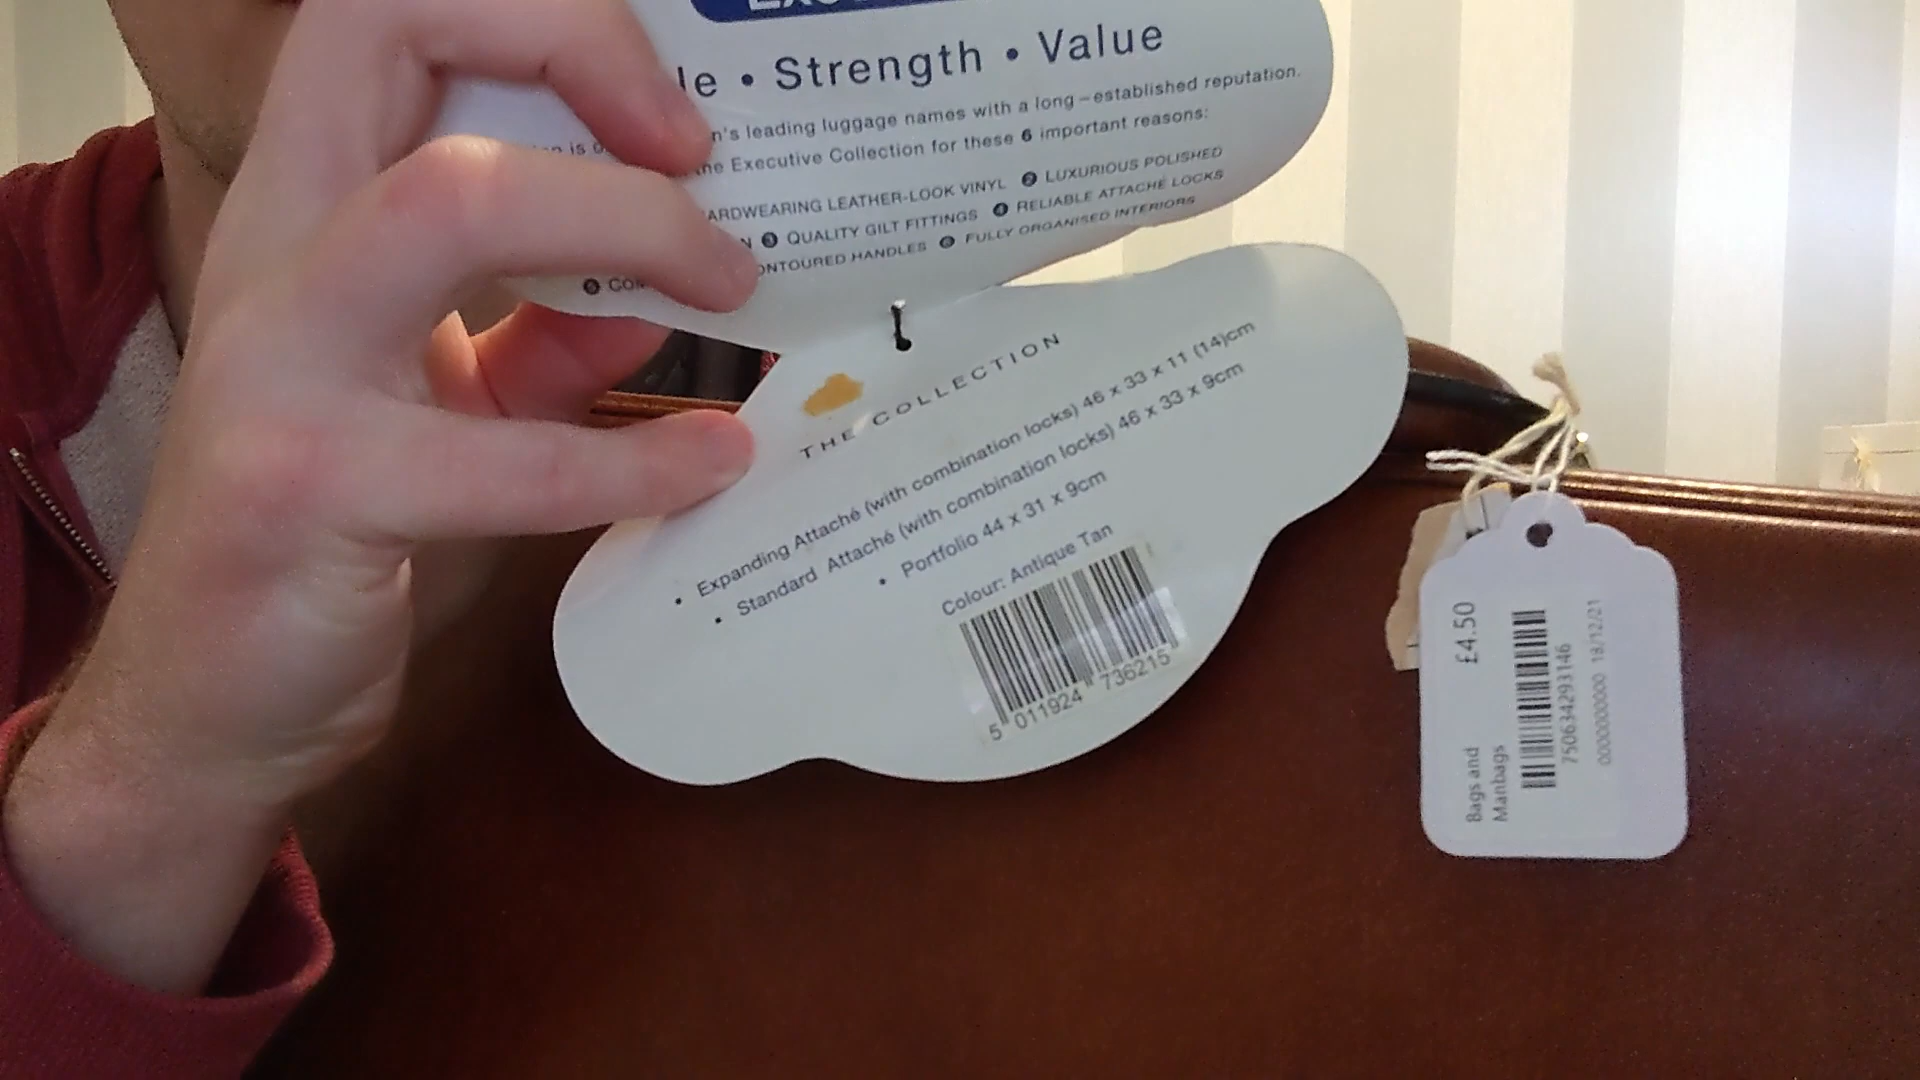 le • Strength • Value
n's leading luggage names with a long-established reputation.
the Executive Collection for these 6 important reasons:
ARDWEARING LEATHER-LOOK VINYL 2 LUXURIOUS POLISHED
N 3 QUALITY GILT FITTINGS 4 RELIABLE ATTACHÉ LOCKS
5 CON ONTOURED HANDLES 6 FULLY ORGANISED INTERIORS
THE COLLECTION
• Expanding Attaché (with combination locks) 46 x 33 x 11 (14)cm
• Standard Attaché (with combination locks) 46 x 33 x 9cm
• Portfolio 44 x 31 x 9cm
Colour: Antique Tan
5 011924 736215
Bags and £4.50
Manbags
750634293146
0000000000 18/12/21